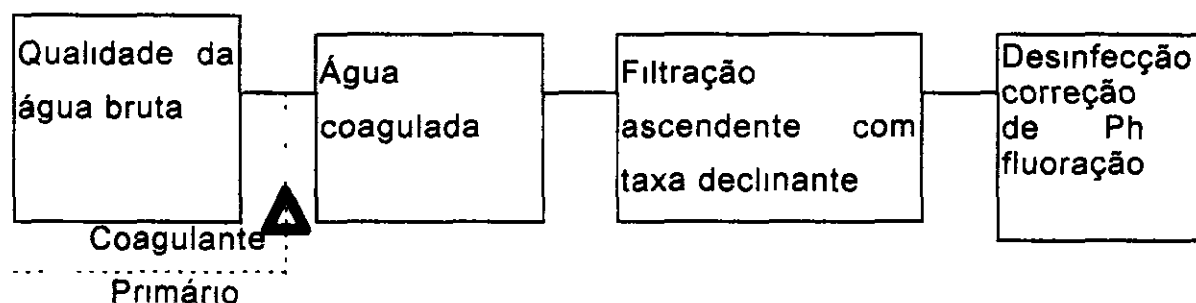 Qualidade da
água bruta
Água
coagulada
Filtração
ascendente com
taxa declinante
Desinfecção
correção
de Ph
fluoração
Coagulante
Primário